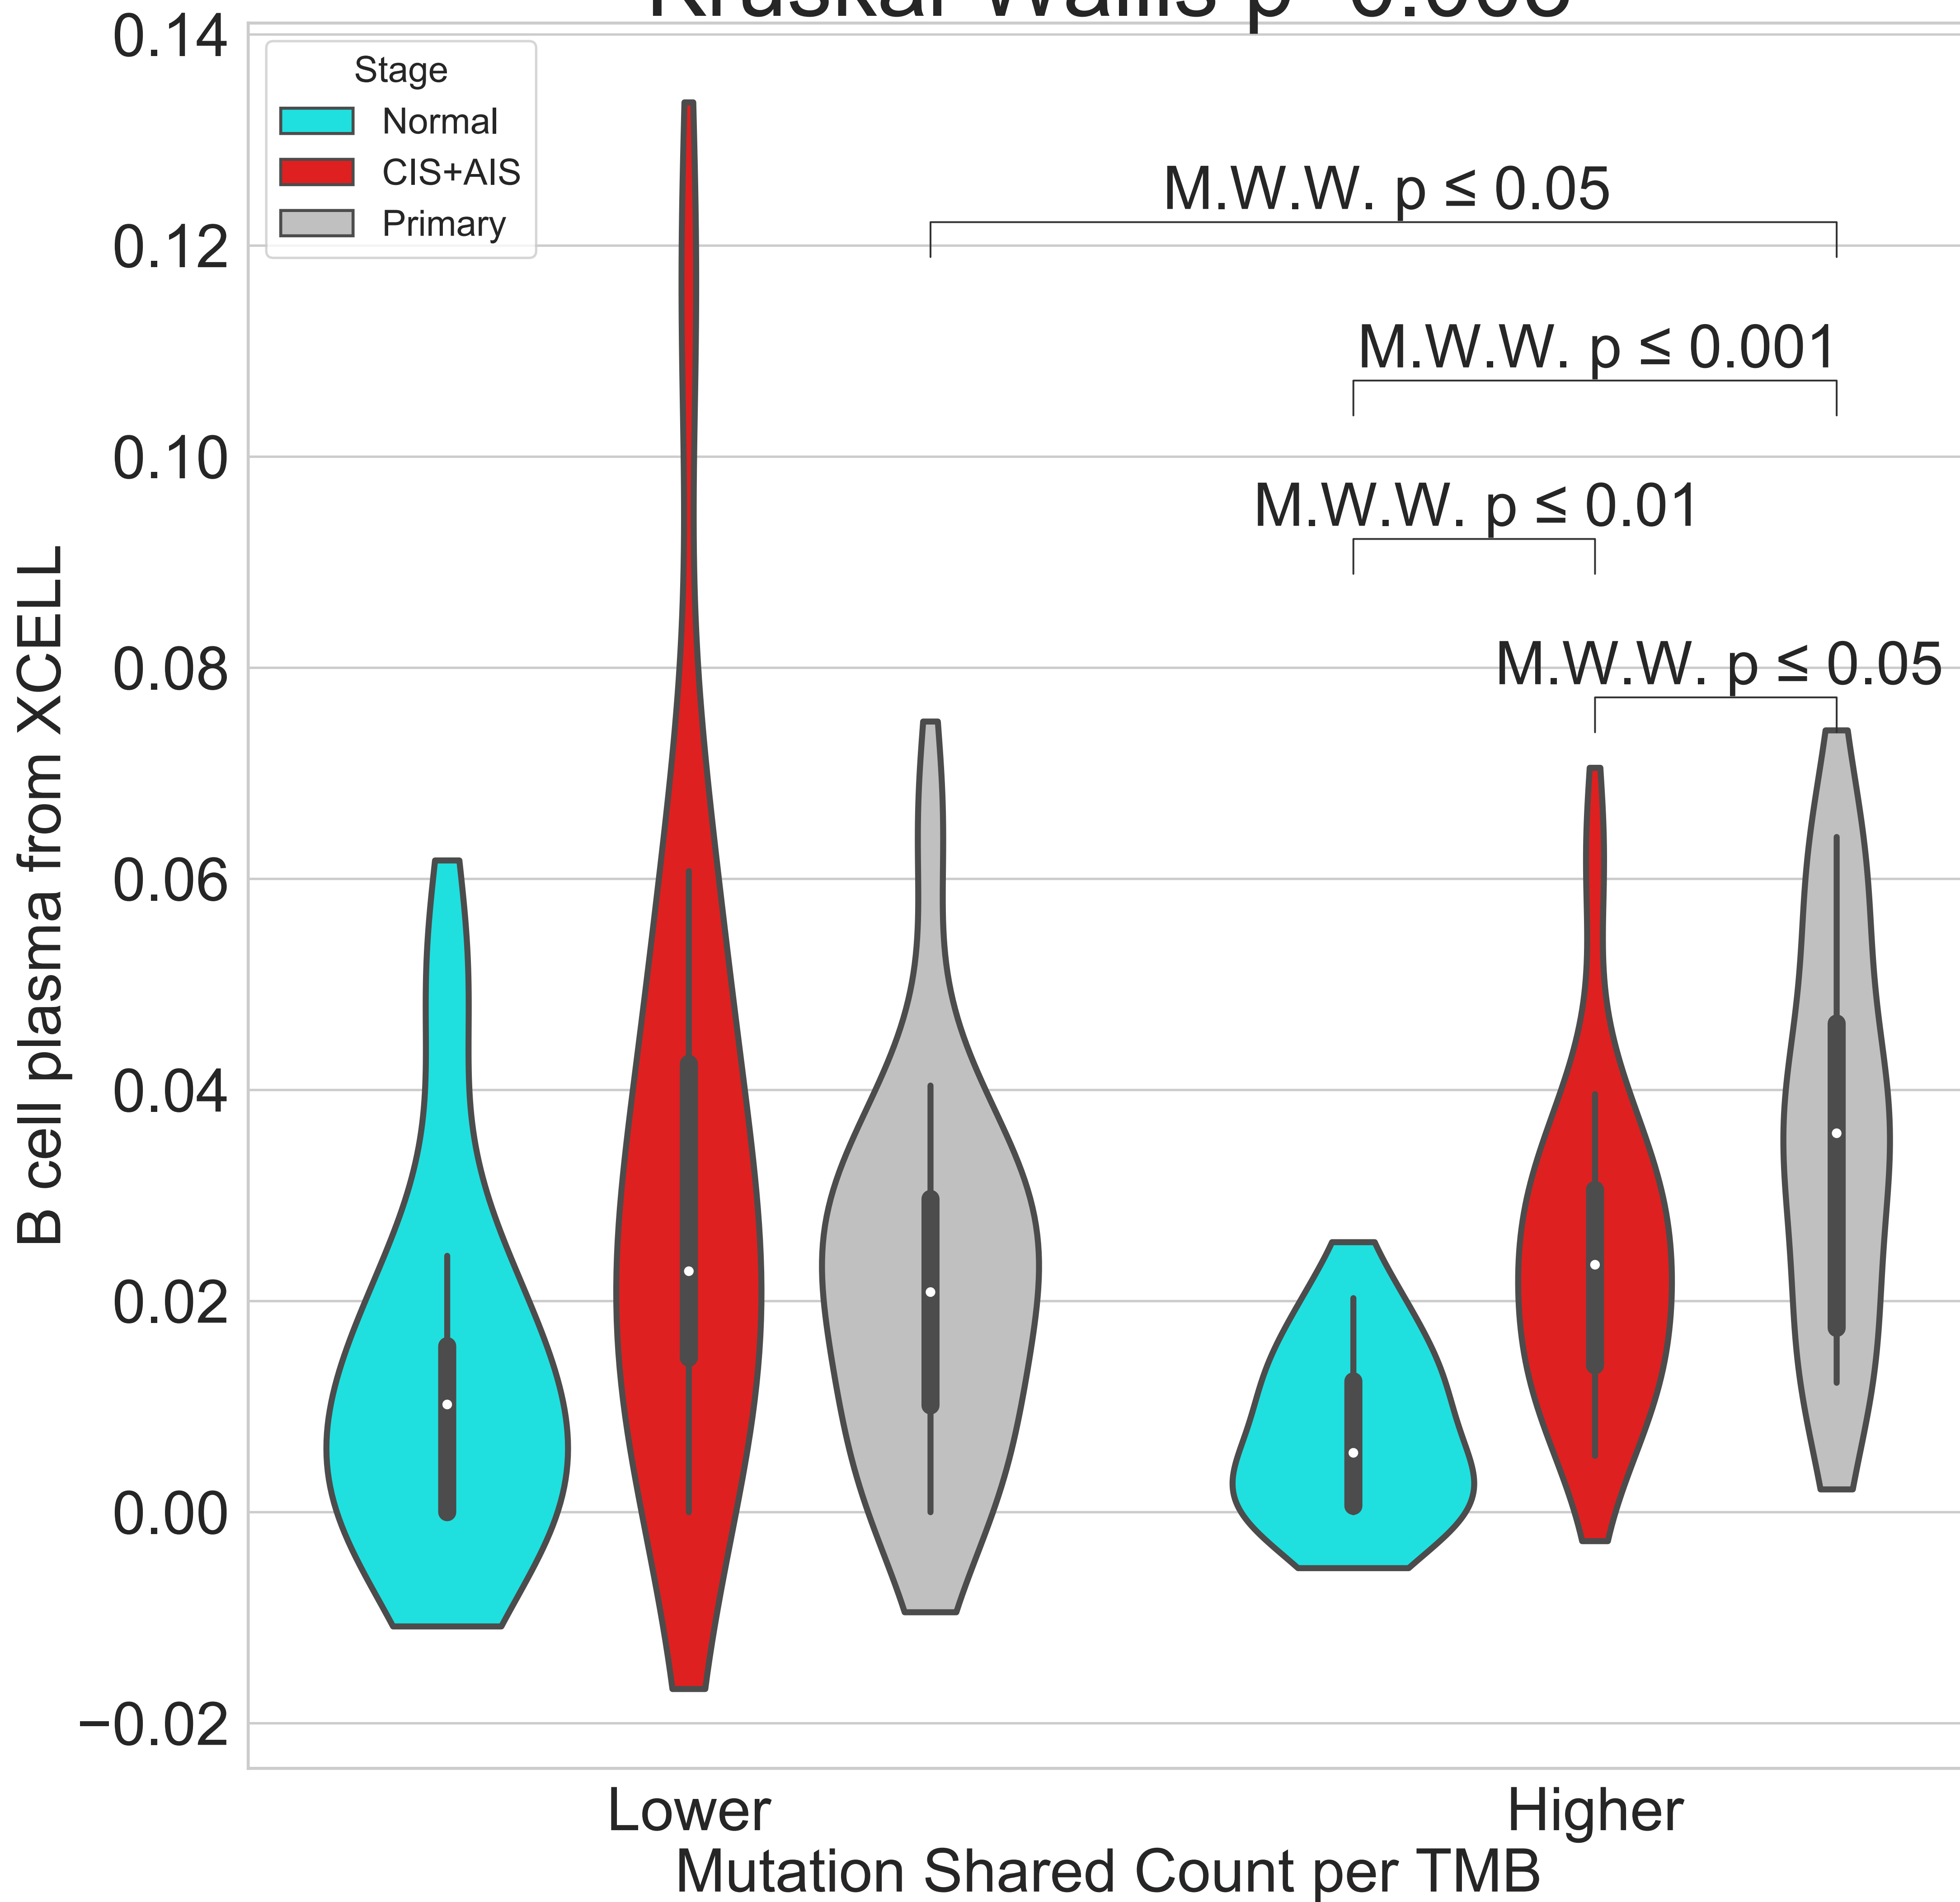 0.14
0.12
0.10
0.08
0.06
0.04
0.02
0.00
−0.02
B cell plasma from XCELL
Stage
Normal
CIS+AIS
Primary
M.W.W. p ≤ 0.05
M.W.W. p ≤ 0.001
M.W.W. p ≤ 0.01
M.W.W. p ≤ 0.05
Lower
Higher
Mutation Shared Count per TMB